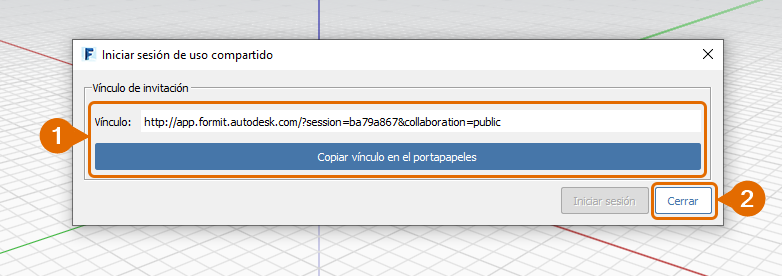 Iniciar sesión de uso compartido
Vínculo de invitación
1
Vínculo: http://app.formit.autodesk.com/?session=ba79a867&collaboration=public
Copiar vínculo en el portapapeles
Iniciar sesión Cerrar 2